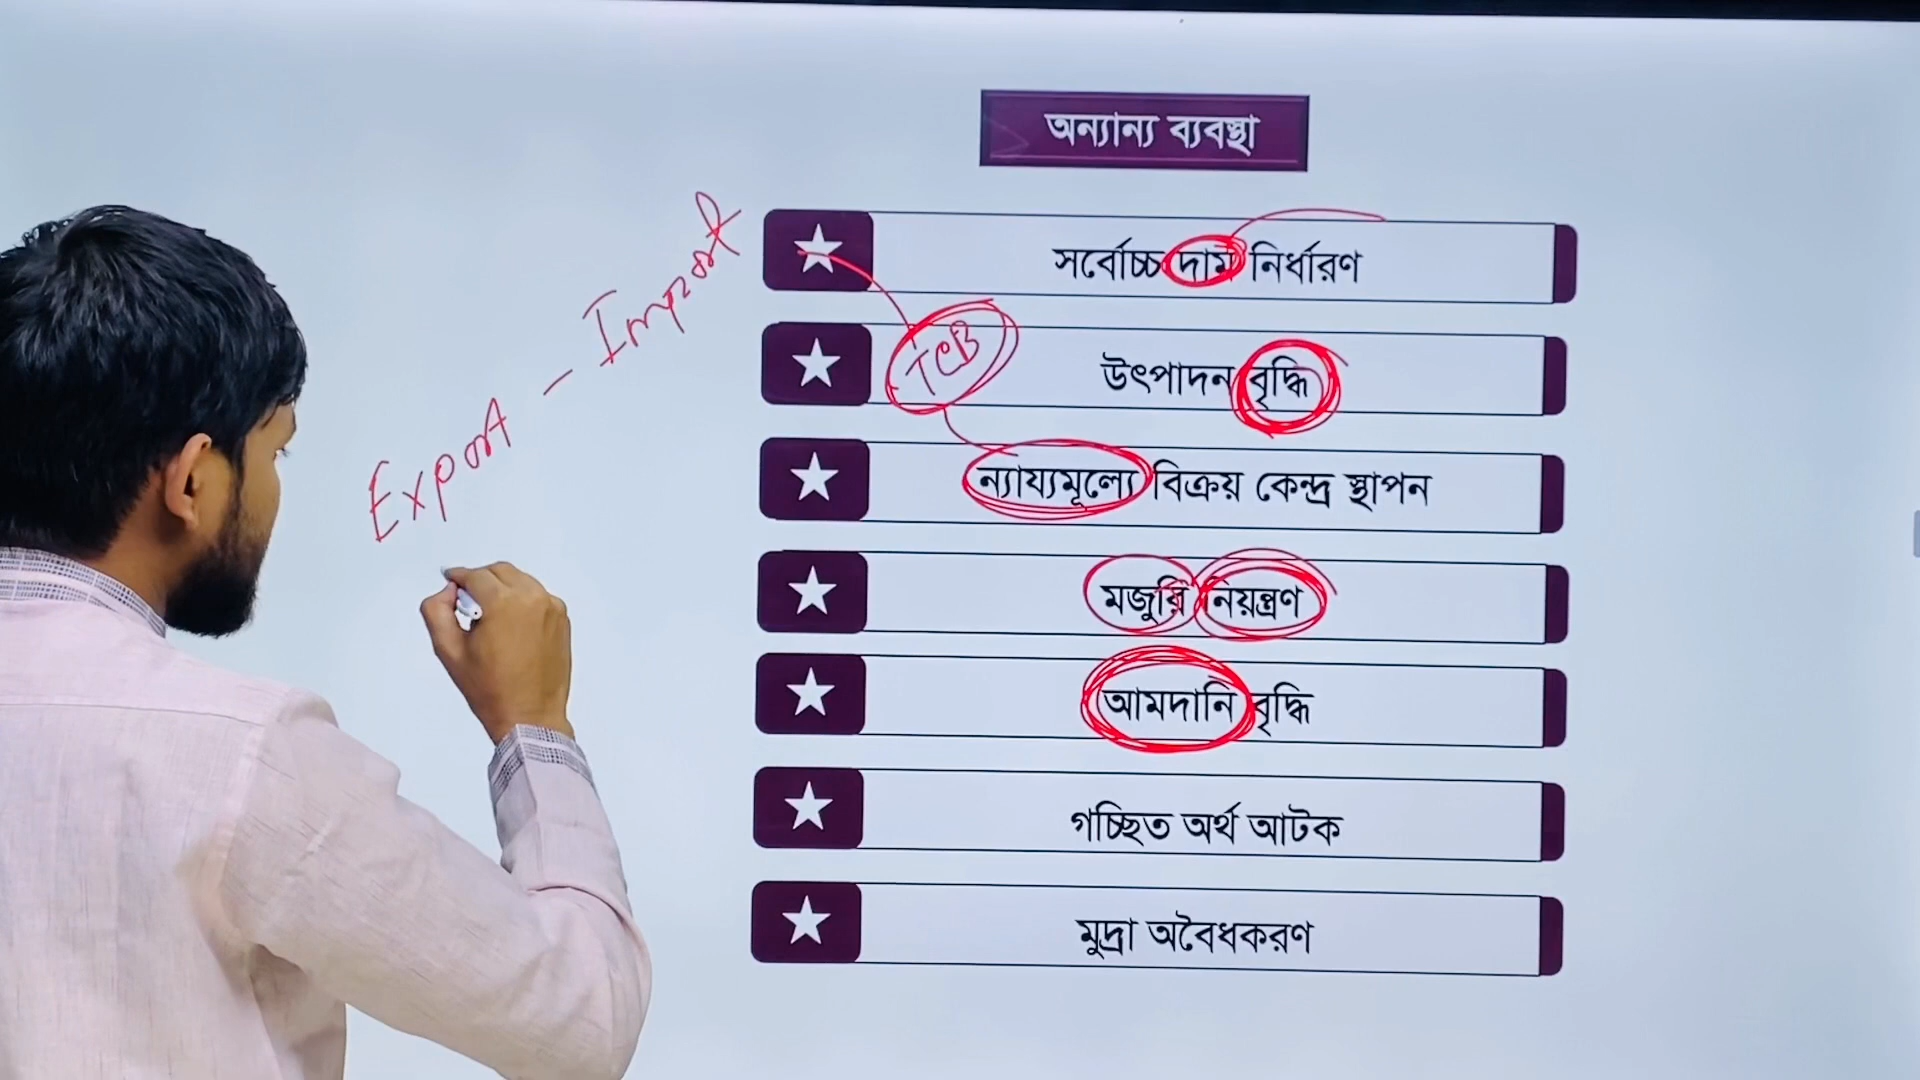 অন্যান্য ব্যবস্থা
সর্বোচ্চ দাম নির্ধারণ
Export - Import
TCB
উৎপাদন বৃদ্ধি
ন্যায্যমূল্যে বিক্রয় কেন্দ্র স্থাপন
মজুরি নিয়ন্ত্রণ
আমদানি বৃদ্ধি
গচ্ছিত অর্থ আটক
মুদ্রা অবৈধকরণ